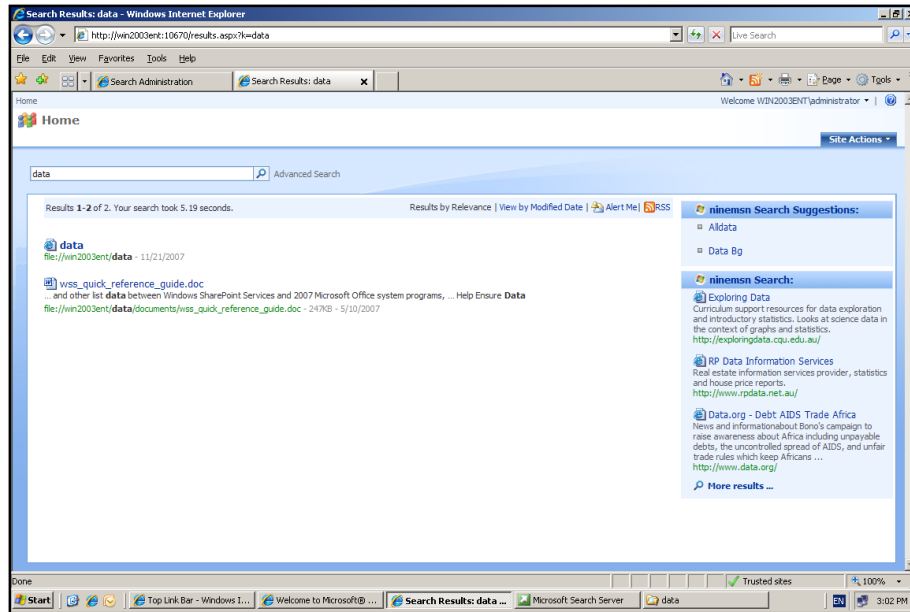 Search Results: data - Windows Internet Explorer
http://win2003ent:10670/results.aspx?k=data
Live Search
File Edit View Favorites Tools Help
Search Administration
Search Results: data
Page
Tools
Home
Welcome WIN2003ENT\administrator
Home
Site Actions
data
Advanced Search
Results 1-2 of 2. Your search took 5.19 seconds.
Results by Relevance | View by Modified Date | Alert Me | RSS
data
file://win2003ent/data - 11/21/2007
wss_quick_reference_guide.doc
... and other list data between Windows SharePoint Services and 2007 Microsoft Office system programs, ... Help Ensure Data
file://win2003ent/data/documents/wss_quick_reference_guide.doc - 247KB - 5/10/2007
ninemsn Search Suggestions:
Alldata
Data Bg
ninemsn Search:
Exploring Data
Curriculum support resources for data exploration
and introductory statistics. Looks at science data in
the context of graphs and statistics.
http://exploringdata.cqu.edu.au/
RP Data Information Services
Real estate information services provider, statistics
and house price reports.
http://www.rpdata.net.au/
Data.org - Debt AIDS Trade Africa
News and informationabout Bono's campaign to
raise awareness about Africa including unpayable
debts, the uncontrolled spread of AIDS, and unfair
trade rules which keep Africans ...
http://www.data.org/
More results ...
Done
Trusted sites
100%
Start
Top Link Bar - Windows I...
Welcome to Microsoft® ...
Search Results: data ...
Microsoft Search Server
data
EN
3:02 PM